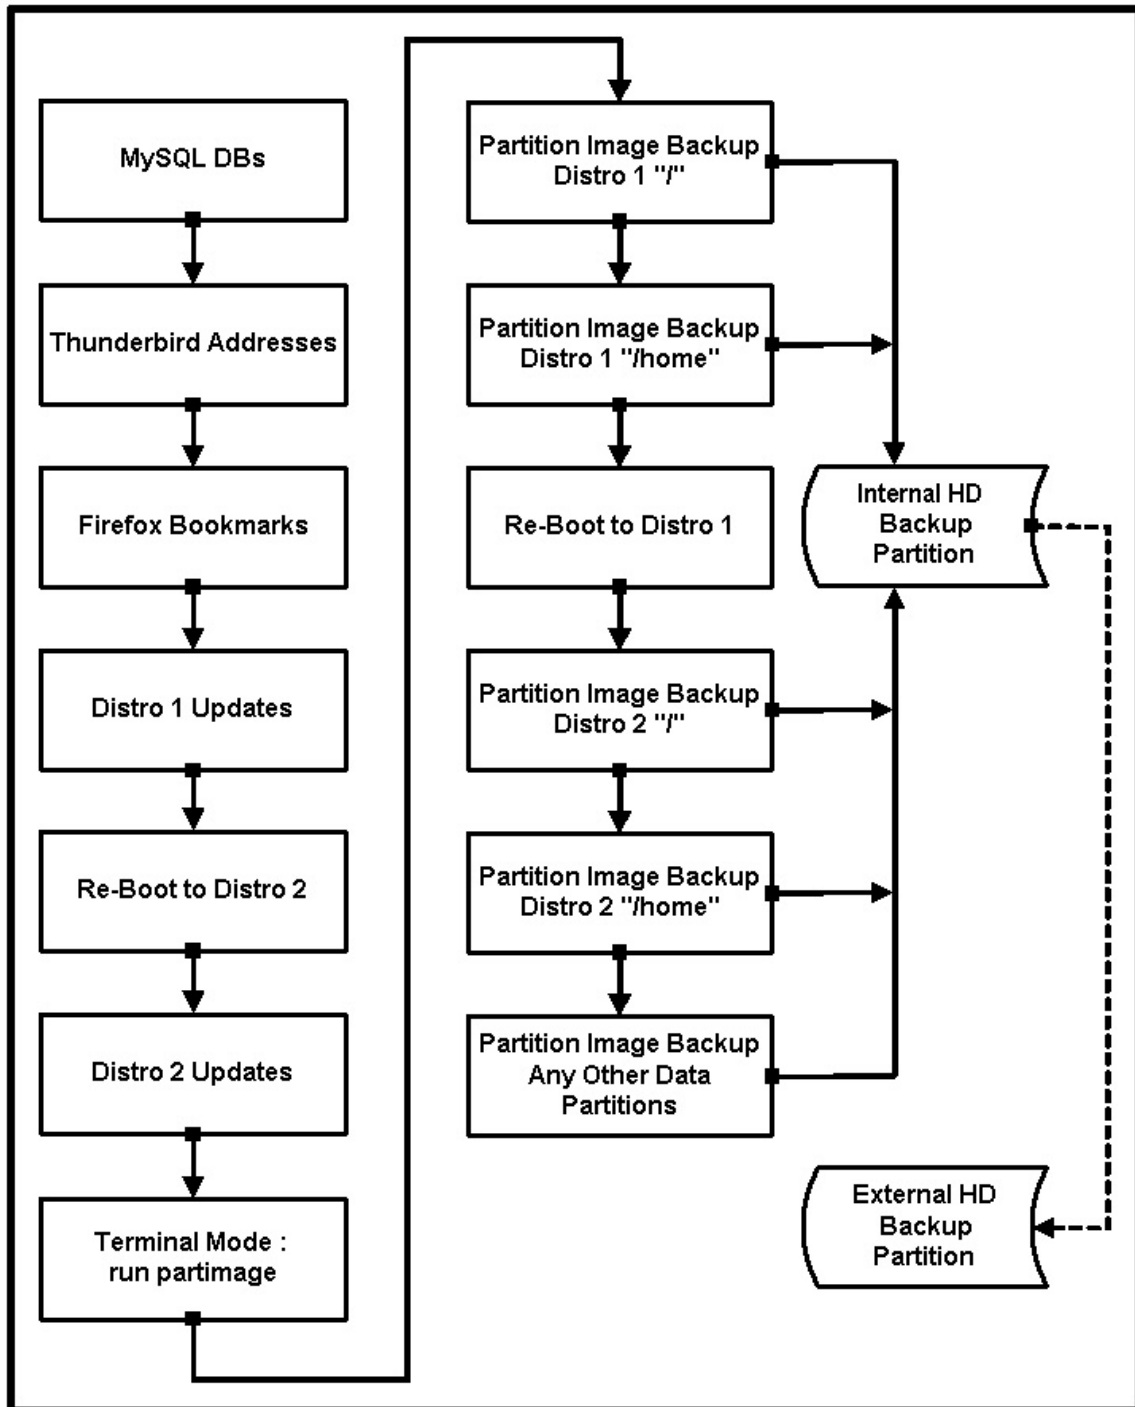 MySQL DBs
Thunderbird Addresses
Firefox Bookmarks
Distro 1 Updates
Re-Boot to Distro 2
Distro 2 Updates
Terminal Mode :
run partimage
Partition Image Backup
Distro 1 "/"
Partition Image Backup
Distro 1 "/home"
Re-Boot to Distro 1
Partition Image Backup
Distro 2 "/"
Partition Image Backup
Distro 2 "/home"
Partition Image Backup
Any Other Data
Partitions
Internal HD
Backup
Partition
External HD
Backup
Partition